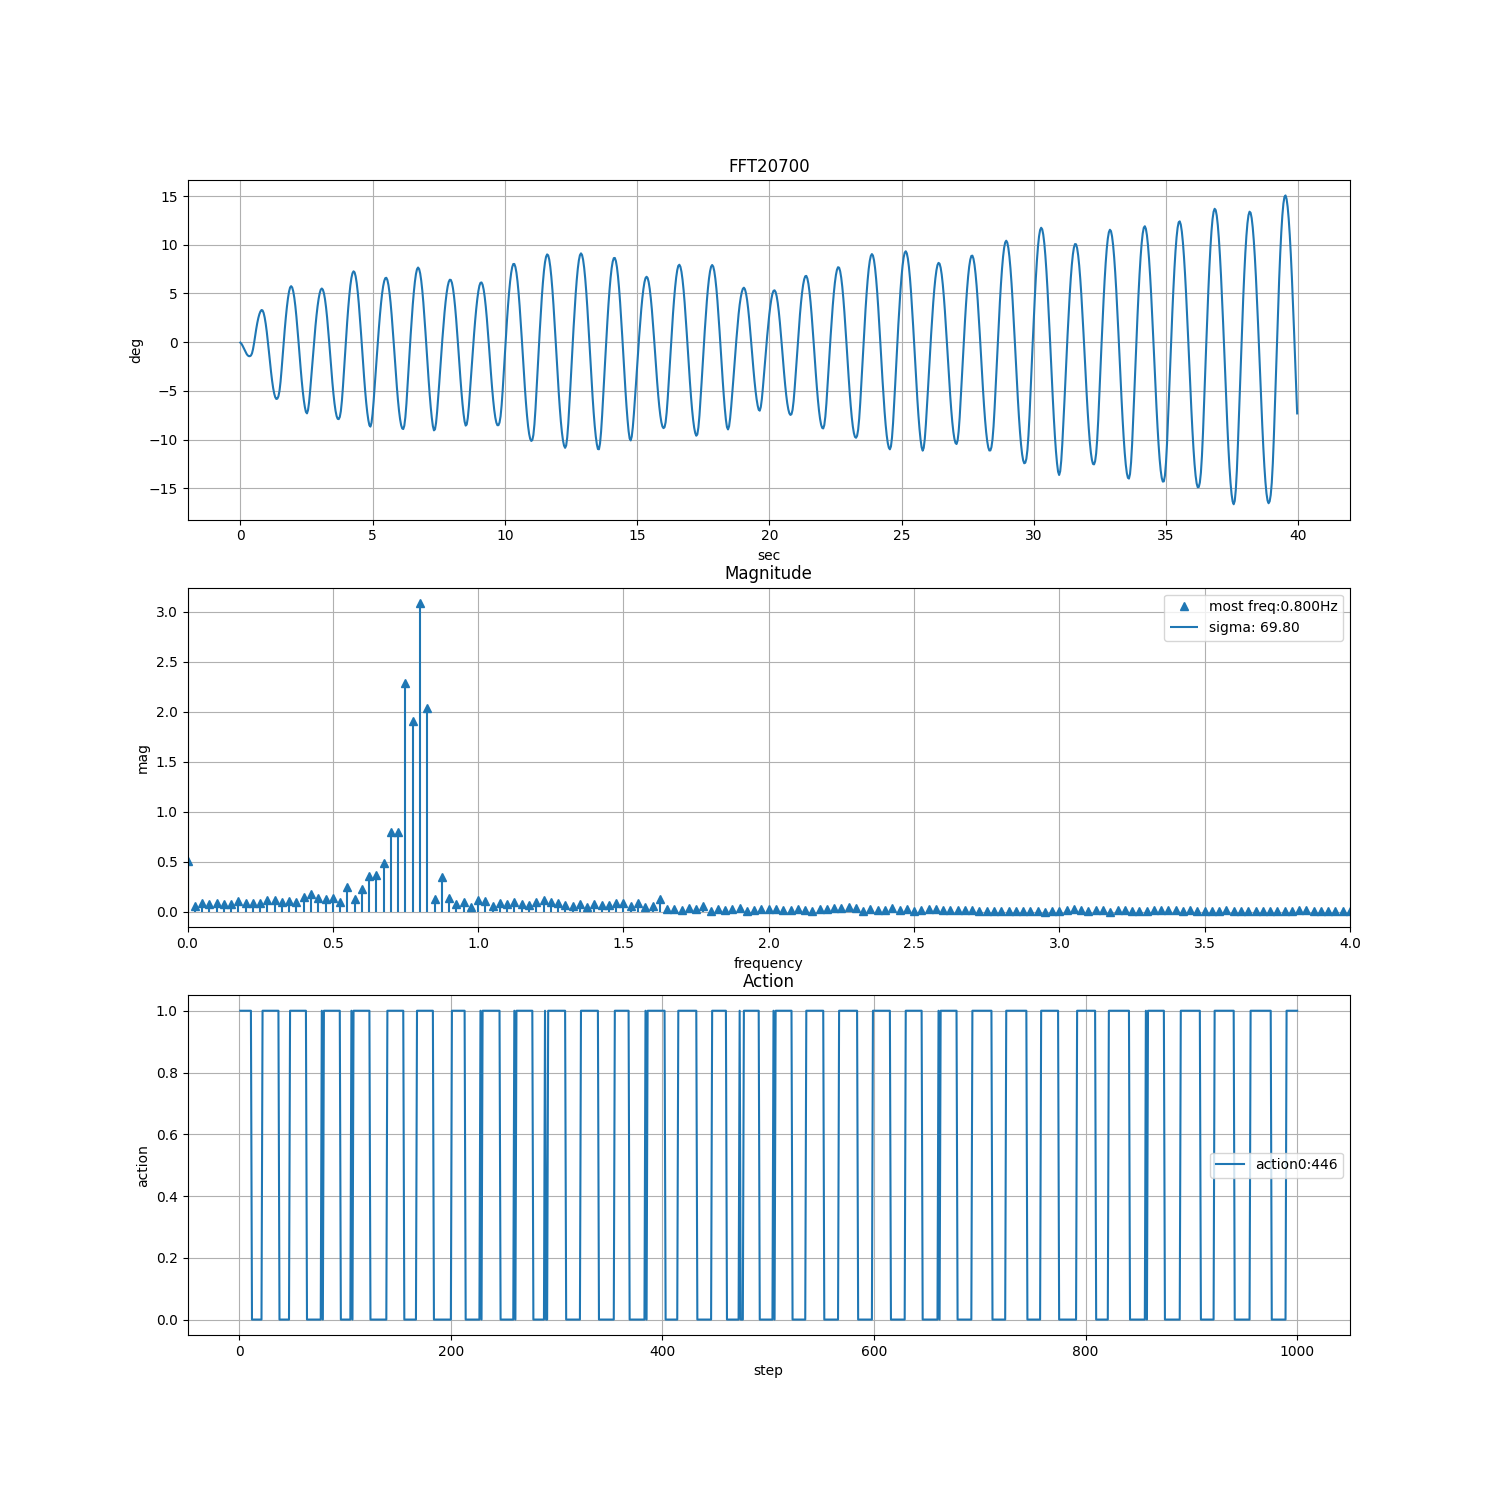 FFT20700
15
10
5
0
−5
−10
−15
deg
0 5 10 15 20 25 30 35 40
sec
Magnitude
3.0
2.5
2.0
1.5
1.0
0.5
0.0
mag
most freq:0.800Hz
sigma: 69.80
0.0 0.5 1.0 1.5 2.0 2.5 3.0 3.5 4.0
frequency
Action
1.0
0.8
0.6
0.4
0.2
0.0
action
action0:446
0 200 400 600 800 1000
step